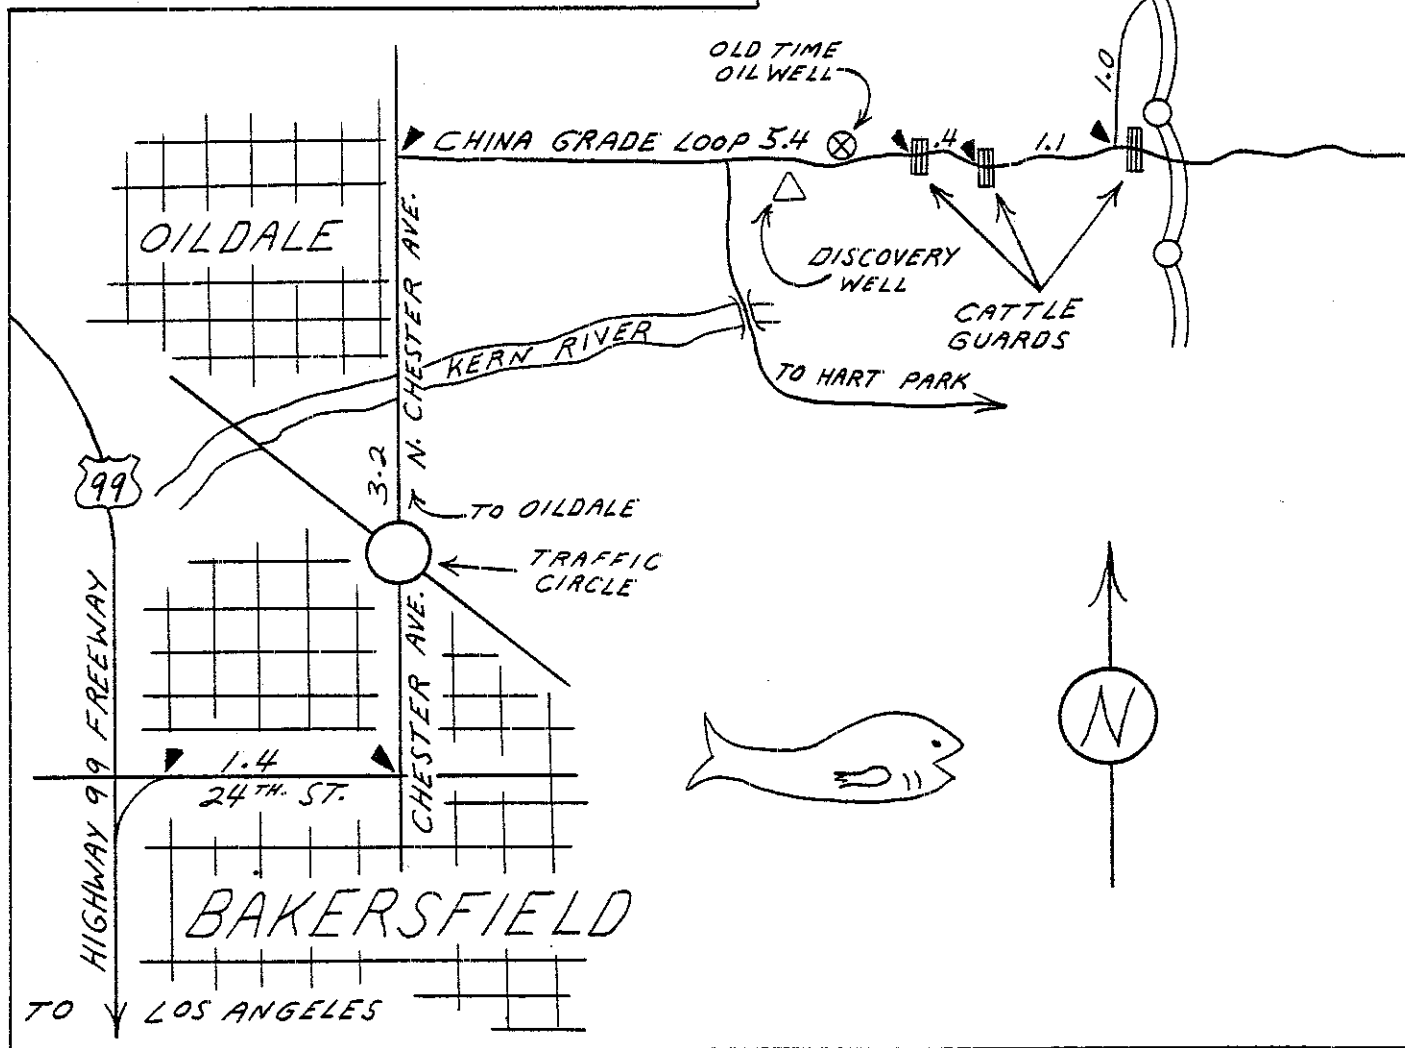 OLD TIME
OIL WELL
1.0
CHINA GRADE LOOP 5.4
.4
1.1
OILDALE
N. CHESTER AVE.
DISCOVERY
WELL
CATTLE
GUARDS
KERN RIVER
TO HART PARK
99
3.2
TO OILDALE
TRAFFIC
CIRCLE
HIGHWAY 99 FREEWAY
CHESTER AVE.
N
1.4
24TH. ST.
BAKERSFIELD
TO LOS ANGELES